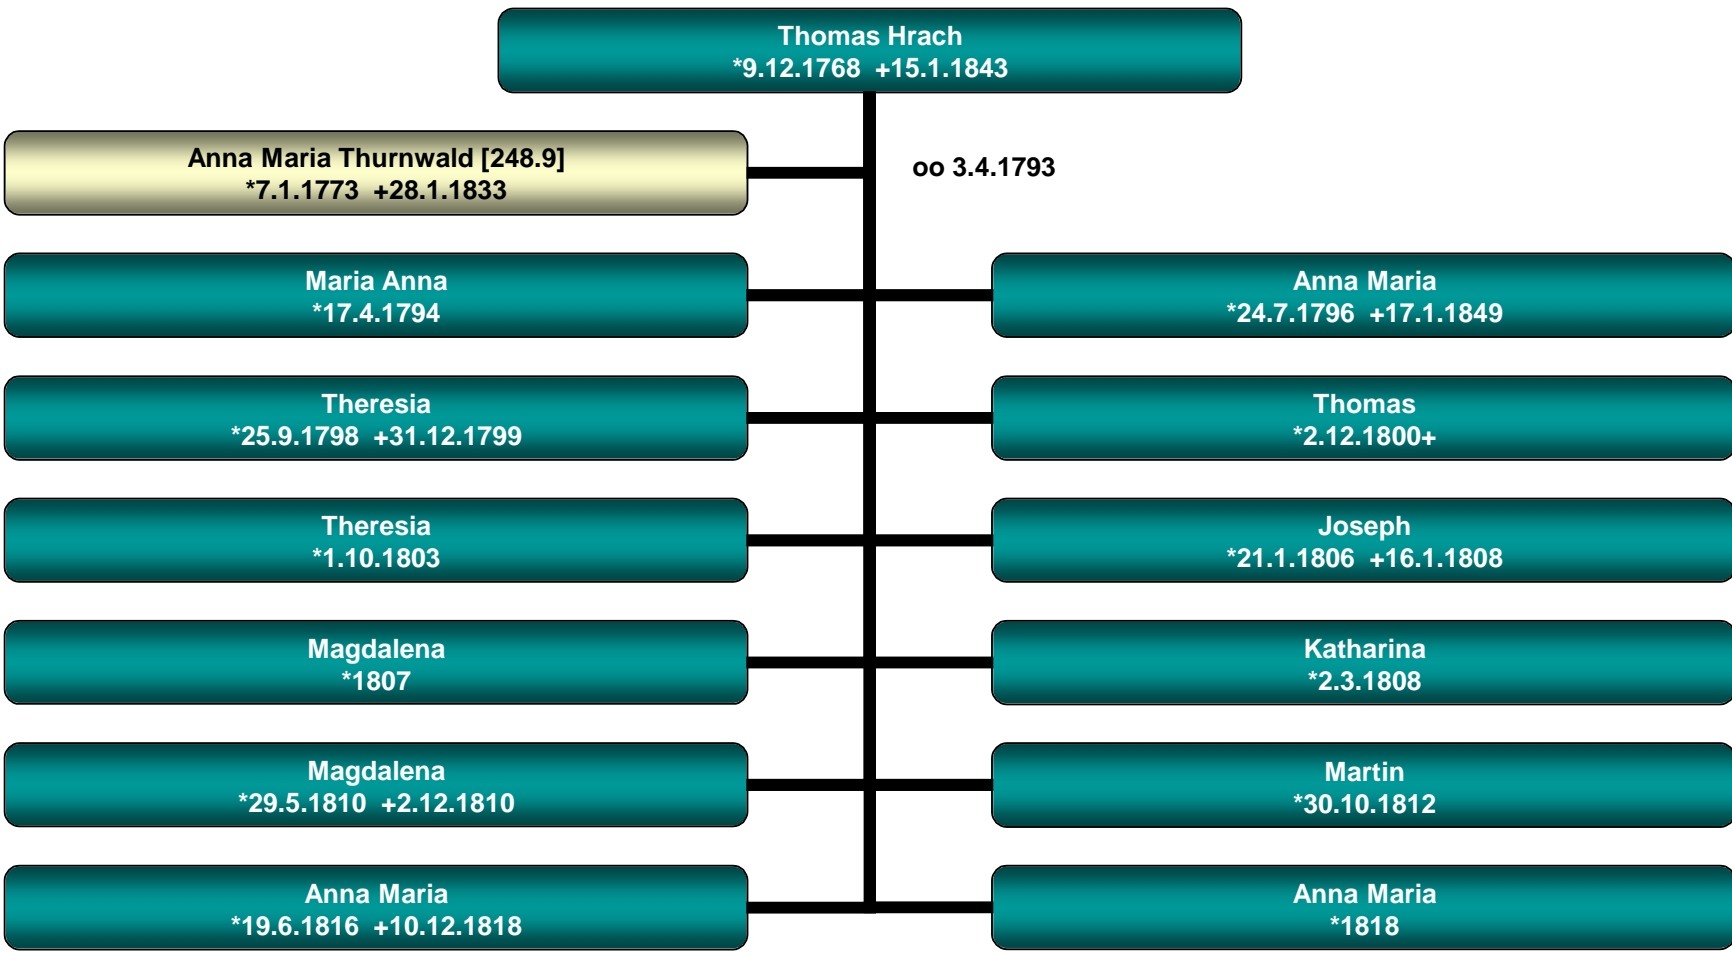 Thomas Hrach
*9.12.1768 +15.1.1843
Anna Maria Thurnwald [248.9]
*7.1.1773 +28.1.1833
oo 3.4.1793
Maria Anna
*17.4.1794
Anna Maria
*24.7.1796 +17.1.1849
Theresia
*25.9.1798 +31.12.1799
Thomas
*2.12.1800+
Theresia
*1.10.1803
Joseph
*21.1.1806 +16.1.1808
Magdalena
*1807
Katharina
*2.3.1808
Magdalena
*29.5.1810 +2.12.1810
Martin
*30.10.1812
Anna Maria
*19.6.1816 +10.12.1818
Anna Maria
*1818